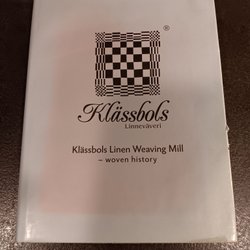 ®
Klässbols
Linneväveri
Klässbols Linen Weaving Mill
– woven history